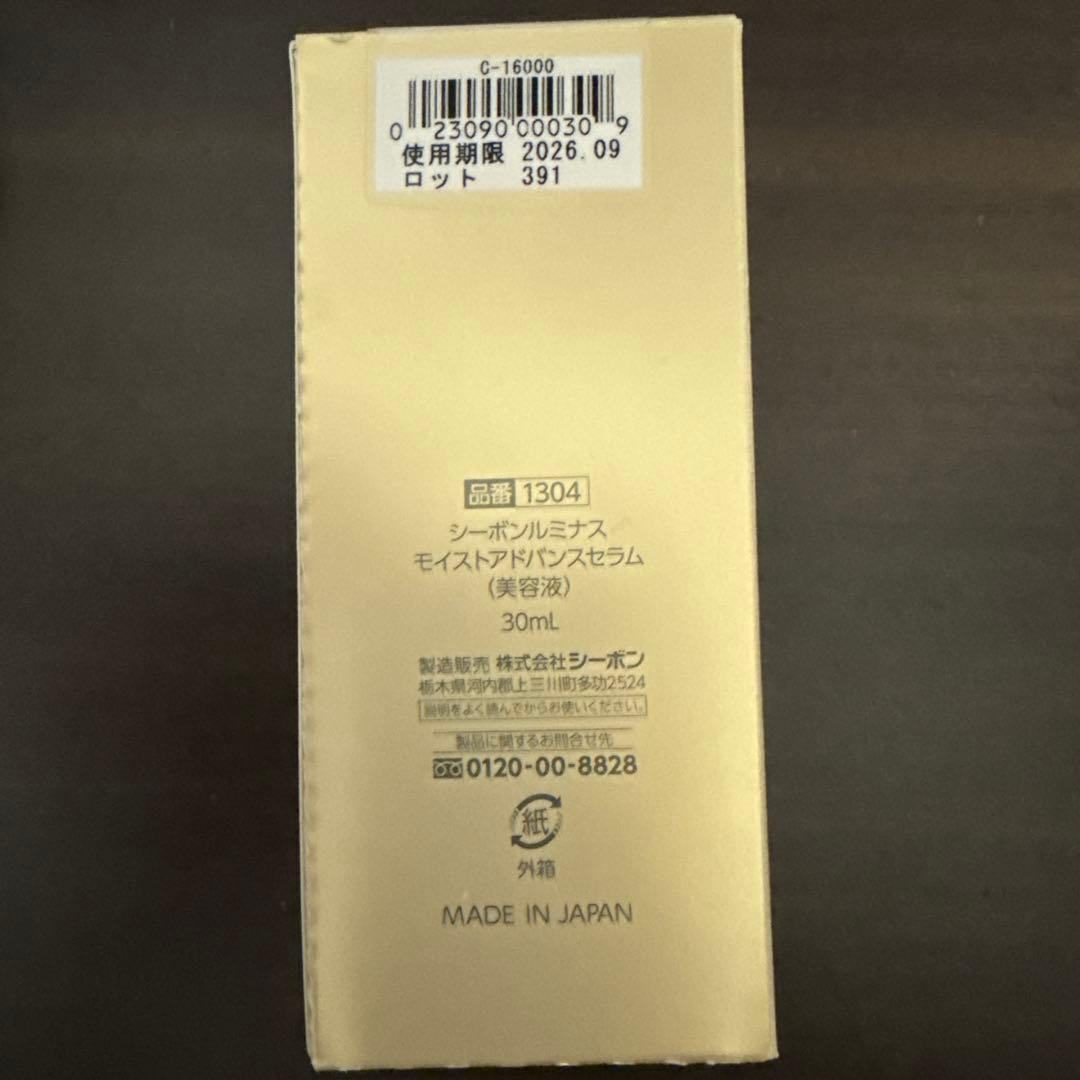 C-16000
0 23090 00030 9
使用期限 2026.09
ロット 391
品番 1304
シーボンルミナス
モイストアドバンスセラム
(美容液)
30mL
製造販売 株式会社シーボン
栃木県河内郡上三川町多功2524
説明をよく読んでからお使いください。
製品に関するお問合せ先
0120-00-8828
紙
外箱
MADE IN JAPAN